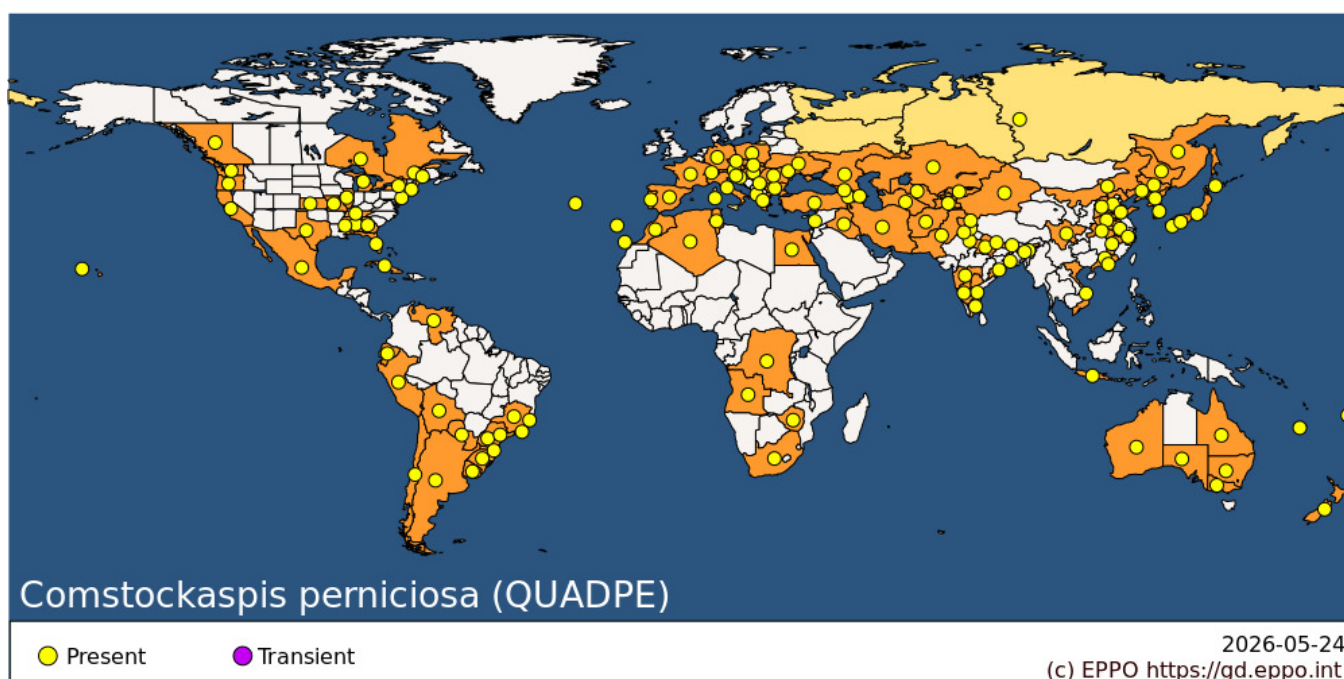 Comstockaspis perniciosa (QUADPE)
Present
Transient
2026-05-24
(c) EPPO https://gd.eppo.int